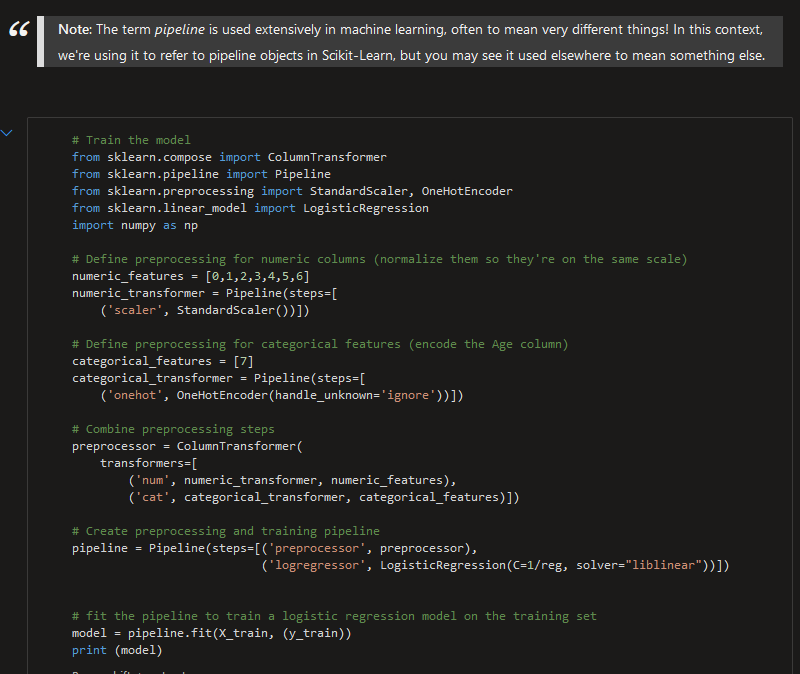 “
Note: The term pipeline is used extensively in machine learning, often to mean very different things! In this context,
we're using it to refer to pipeline objects in Scikit-Learn, but you may see it used elsewhere to mean something else.
# Train the model
from sklearn.compose import ColumnTransformer
from sklearn.pipeline import Pipeline
from sklearn.preprocessing import StandardScaler, OneHotEncoder
from sklearn.linear_model import LogisticRegression
import numpy as np
# Define preprocessing for numeric columns (normalize them so they're on the same scale)
numeric_features = [0,1,2,3,4,5,6]
numeric_transformer = Pipeline(steps=[
('scaler', StandardScaler())])
# Define preprocessing for categorical features (encode the Age column)
categorical_features = [7]
categorical_transformer = Pipeline(steps=[
('onehot', OneHotEncoder(handle_unknown='ignore'))])
# Combine preprocessing steps
preprocessor = ColumnTransformer(
transformers=[
('num', numeric_transformer, numeric_features),
('cat', categorical_transformer, categorical_features)])
# Create preprocessing and training pipeline
pipeline = Pipeline(steps=[('preprocessor', preprocessor),
('logregressor', LogisticRegression(C=1/reg, solver="liblinear"))])
# fit the pipeline to train a logistic regression model on the training set
model = pipeline.fit(X_train, (y_train))
print (model)